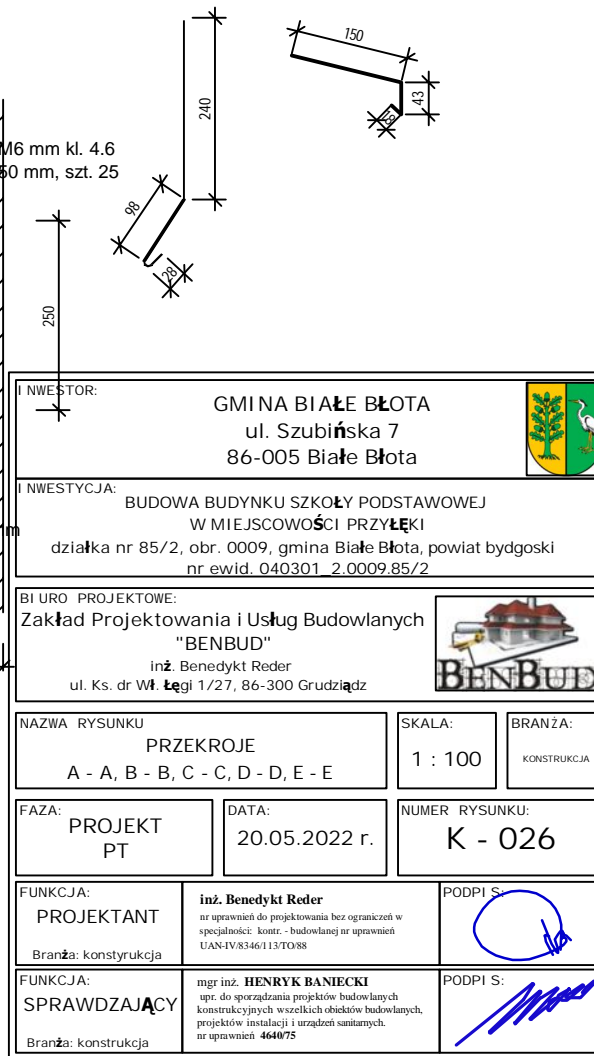 150
240
43
18
M6 mm kl. 4.6
50 mm, szt. 25
98
28
250
m
INWESTOR:
GMINA BIAŁE BŁOTA
ul. Szubińska 7
86-005 Białe Błota
INWESTYCJA:
BUDOWA BUDYNKU SZKOŁY PODSTAWOWEJ
W MIEJSCOWOŚCI PRZYŁĘKI
działka nr 85/2, obr. 0009, gmina Białe Błota, powiat bydgoski
nr ewid. 040301_2.0009.85/2
BIURO PROJEKTOWE:
Zakład Projektowania i Usług Budowlanych
"BENBUD"
inż. Benedykt Reder
ul. Ks. dr Wł. Łęgi 1/27, 86-300 Grudziądz
BENBUD
NAZWA RYSUNKU
PRZEKROJE
A - A, B - B, C - C, D - D, E - E
SKALA:
1 : 100
BRANŻA:
KONSTRUKCJA
FAZA:
PROJEKT
PT
DATA:
20.05.2022 r.
NUMER RYSUNKU:
K - 026
FUNKCJA:
PROJEKTANT
Branża: konstyrukcja
inż. Benedykt Reder
nr uprawnień do projektowania bez ograniczeń w
specjalności: kontr. - budowlanej nr uprawnień
UAN-IV/8346/113/TO/88
PODPIS:
FUNKCJA:
SPRAWDZAJĄCY
Branża: konstrukcja
mgr inż. HENRYK BANIECKI
upr. do sporządzania projektów budowlanych
konstrukcyjnych wszelkich obiektów budowlanych,
projektów instalacji i urządzeń sanitarnych.
nr uprawnień 4640/75
PODPIS: